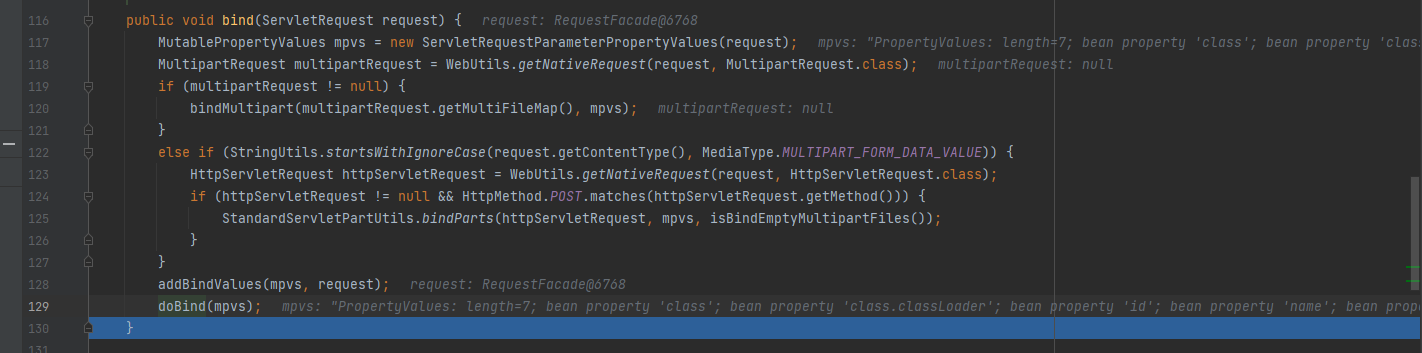 116 public void bind(ServletRequest request) { request: RequestFacade@6768
117 MutablePropertyValues mpvs = new ServletRequestParameterPropertyValues(request); mpvs: "PropertyValues: length=7; bean property 'class'; bean property 'clas
118 MultipartRequest multipartRequest = WebUtils.getNativeRequest(request, MultipartRequest.class); multipartRequest: null
119 if (multipartRequest != null) {
120 bindMultipart(multipartRequest.getMultiFileMap(), mpvs); multipartRequest: null
121 }
122 else if (StringUtils.startsWithIgnoreCase(request.getContentType(), MediaType.MULTIPART_FORM_DATA_VALUE)) {
123 HttpServletRequest httpServletRequest = WebUtils.getNativeRequest(request, HttpServletRequest.class);
124 if (httpServletRequest != null && HttpMethod.POST.matches(httpServletRequest.getMethod())) {
125 StandardServletPartUtils.bindParts(httpServletRequest, mpvs, isBindEmptyMultipartFiles());
126 }
127 }
128 addBindValues(mpvs, request); request: RequestFacade@6768
129 doBind(mpvs); mpvs: "PropertyValues: length=7; bean property 'class'; bean property 'class.classLoader'; bean property 'id'; bean property 'name'; bean prop
130 }
131